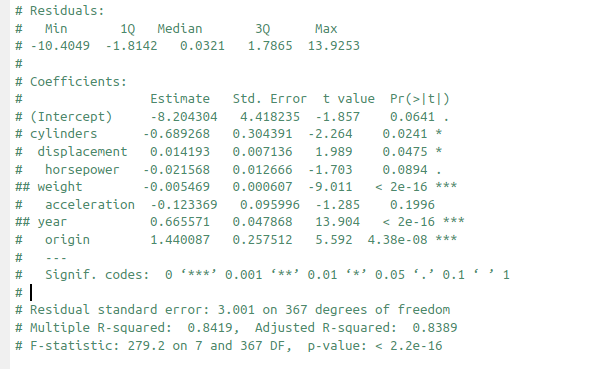 # Residuals:
#    Min       1Q   Median       3Q      Max
# -10.4049  -1.8142   0.0321   1.7865  13.9253
#
# Coefficients:
#                 Estimate   Std. Error  t value  Pr(>|t|)
# (Intercept)     -8.204304   4.418235  -1.857    0.0641 .
# cylinders      -0.689268   0.304391  -2.264    0.0241 *
#  displacement   0.014193   0.007136   1.989    0.0475 *
#   horsepower   -0.021568   0.012666  -1.703    0.0894 .
## weight        -0.005469   0.000607  -9.011   < 2e-16 ***
#   acceleration -0.123369   0.095996  -1.285    0.1996
## year           0.665571   0.047868  13.904    < 2e-16 ***
#   origin        1.440087   0.257512   5.592  4.38e-08 ***
#   ---
#   Signif. codes:  0 ‘***’ 0.001 ‘**’ 0.01 ‘*’ 0.05 ‘.’ 0.1 ‘ ’ 1
#
# Residual standard error: 3.001 on 367 degrees of freedom
# Multiple R-squared:  0.8419,  Adjusted R-squared:  0.8389
# F-statistic: 279.2 on 7 and 367 DF,  p-value: < 2.2e-16